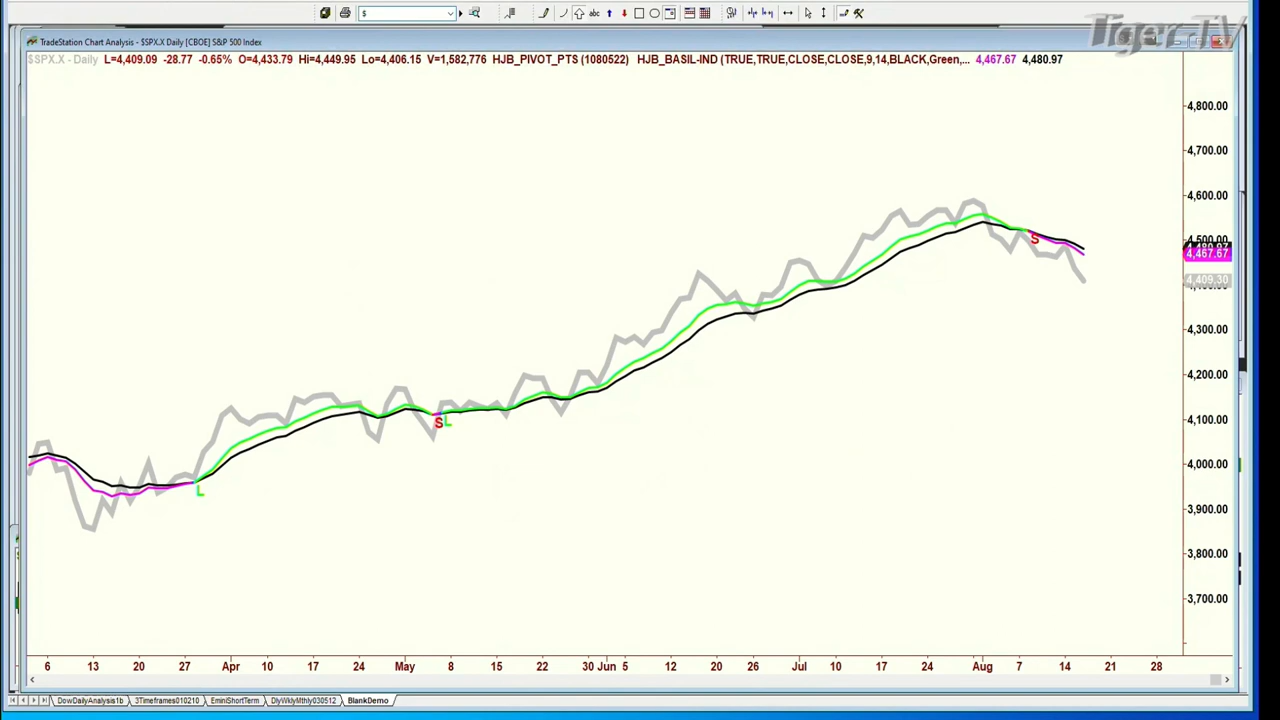 $
abc
Tiger TV
TradeStation Chart Analysis - $SPX.X Daily [CBOE] S&P 500 Index
$SPX.X - Daily L=4,409.09 -28.77 -0.65% O=4,433.79 Hi=4,449.95 Lo=4,406.15 V=1,582,776 HJB_PIVOT_PTS (1080522) HJB_BASIL-IND (TRUE,TRUE,CLOSE,CLOSE,9,14,BLACK,Green,... 4,467.67 4,480.97
4,800.00
4,700.00
4,600.00
4,500.00
S
4,467.67
4,409.30
4,300.00
4,200.00
4,100.00
S L
4,000.00
L
3,900.00
3,800.00
3,700.00
6 13 20 27 Apr 10 17 24 May 8 15 22 30 Jun 5 12 20 26 Jul 10 17 24 Aug 7 14 21 28
DowDailyAnalysis1b 3Timeframes010210 EminiShortTerm DlyWklyMthly030512 BlankDemo